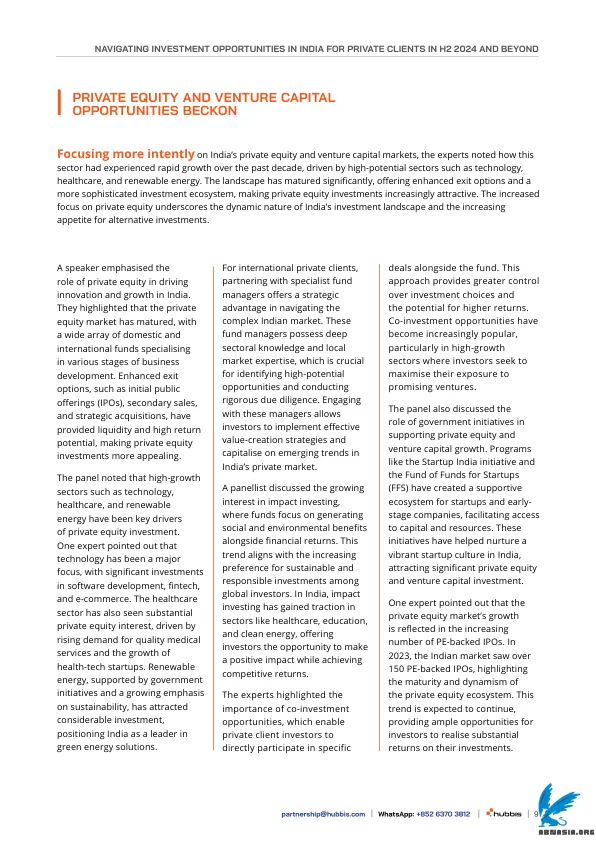 NAVIGATING INVESTMENT OPPORTUNITIES IN INDIA FOR PRIVATE CLIENTS IN H2 2024 AND BEYOND
PRIVATE EQUITY AND VENTURE CAPITAL
OPPORTUNITIES BECKON
Focusing more intently on India's private equity and venture capital markets, the experts noted how this
sector had experienced rapid growth over the past decade, driven by high-potential sectors such as technology,
healthcare, and renewable energy. The landscape has matured significantly, offering enhanced exit options and a
more sophisticated investment ecosystem, making private equity investments increasingly attractive. The increased
focus on private equity underscores the dynamic nature of India's investment landscape and the increasing
appetite for alternative investments.
A speaker emphasised the
role of private equity in driving
innovation and growth in India.
They highlighted that the private
equity market has matured, with
a wide array of domestic and
international funds specialising
in various stages of business
development. Enhanced exit
options, such as initial public
offerings (IPOs), secondary sales,
and strategic acquisitions, have
provided liquidity and high return
potential, making private equity
investments more appealing.
The panel noted that high-growth
sectors such as technology,
healthcare, and renewable
energy have been key drivers
of private equity investment.
One expert pointed out that
technology has been a major
focus, with significant investments
in software development, fintech,
and e-commerce. The healthcare
sector has also seen substantial
private equity interest, driven by
rising demand for quality medical
services and the growth of
health-tech startups. Renewable
energy, supported by government
initiatives and a growing emphasis
on sustainability, has attracted
considerable investment,
positioning India as a leader in
green energy solutions.
For international private clients,
partnering with specialist fund
managers offers a strategic
advantage in navigating the
complex Indian market. These
fund managers possess deep
sectoral knowledge and local
market expertise, which is crucial
for identifying high-potential
opportunities and conducting
rigorous due diligence. Engaging
with these managers allows
investors to implement effective
value-creation strategies and
capitalise on emerging trends in
India's private market.
A panellist discussed the growing
interest in impact investing,
where funds focus on generating
social and environmental benefits
alongside financial returns. This
trend aligns with the increasing
preference for sustainable and
responsible investments among
global investors. In India, impact
investing has gained traction in
sectors like healthcare, education,
and clean energy, offering
investors the opportunity to make
a positive impact while achieving
competitive returns.
The experts highlighted the
importance of co-investment
opportunities, which enable
private client investors to
directly participate in specific
deals alongside the fund. This
approach provides greater control
over investment choices and
the potential for higher returns.
Co-investment opportunities have
become increasingly popular,
particularly in high-growth
sectors where investors seek to
maximise their exposure to
promising ventures.
The panel also discussed the
role of government initiatives in
supporting private equity and
venture capital growth. Programs
like the Startup India initiative and
the Fund of Funds for Startups
(FFS) have created a supportive
ecosystem for startups and early-
stage companies, facilitating access
to capital and resources. These
initiatives have helped nurture a
vibrant startup culture in India,
attracting significant private equity
and venture capital investment.
One expert pointed out that the
private equity market's growth
is reflected in the increasing
number of PE-backed IPOs. In
2023, the Indian market saw over
150 PE-backed IPOs, highlighting
the maturity and dynamism of
the private equity ecosystem. This
trend is expected to continue,
providing ample opportunities for
investors to realise substantial
returns on their investments.
partnership@hubbis.com | WhatsApp: +852 6370 3812 | hubbis | 9
ABNASIA.ORG